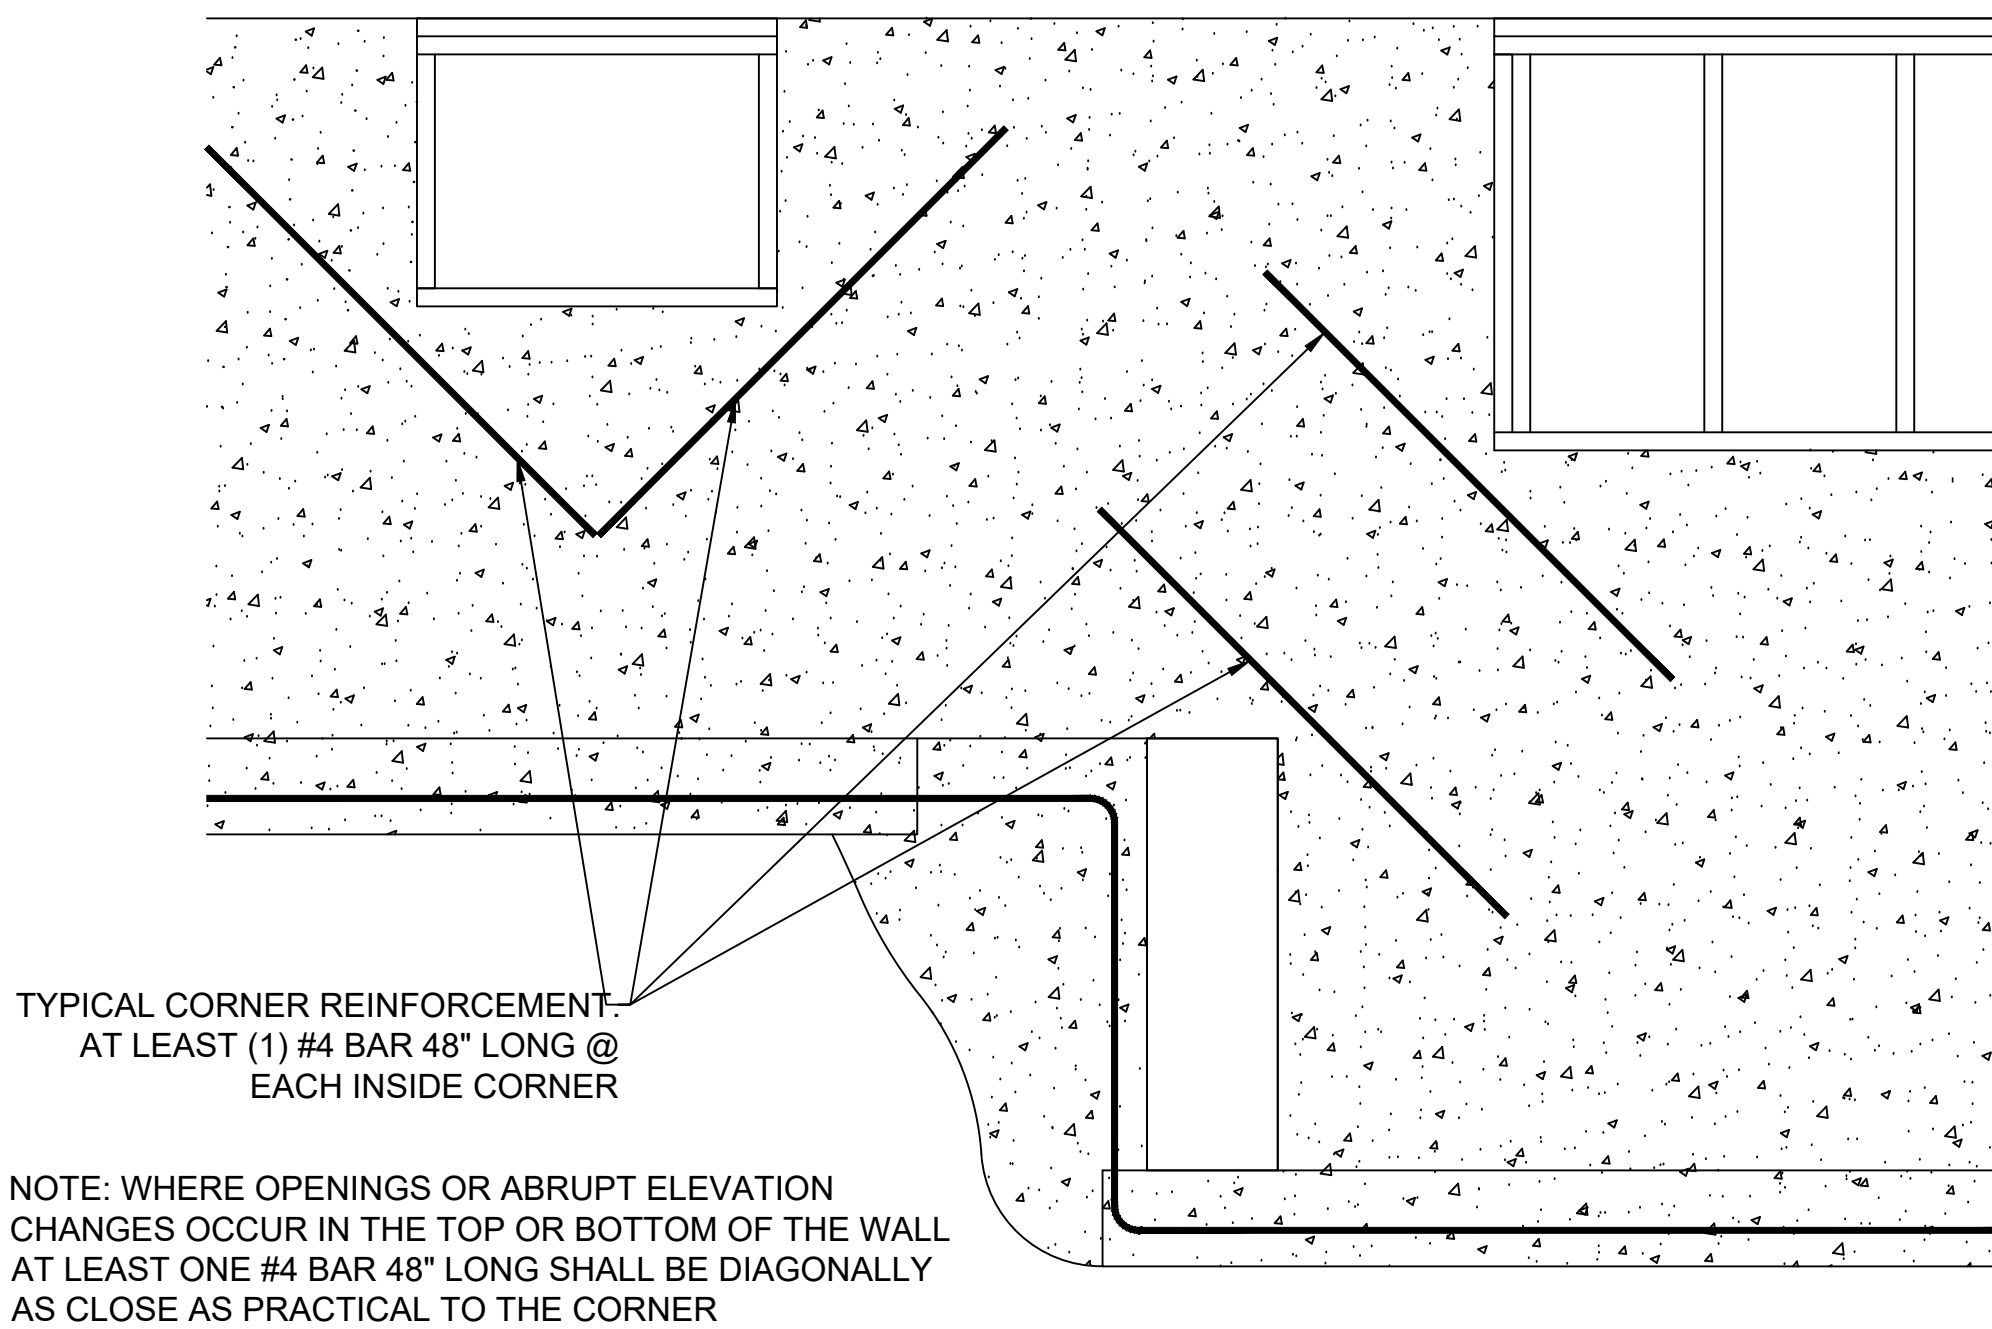 TYPICAL CORNER REINFORCEMENT.
AT LEAST (1) #4 BAR 48" LONG @
EACH INSIDE CORNER
NOTE: WHERE OPENINGS OR ABRUPT ELEVATION
CHANGES OCCUR IN THE TOP OR BOTTOM OF THE WALL
AT LEAST ONE #4 BAR 48" LONG SHALL BE DIAGONALLY
AS CLOSE AS PRACTICAL TO THE CORNER